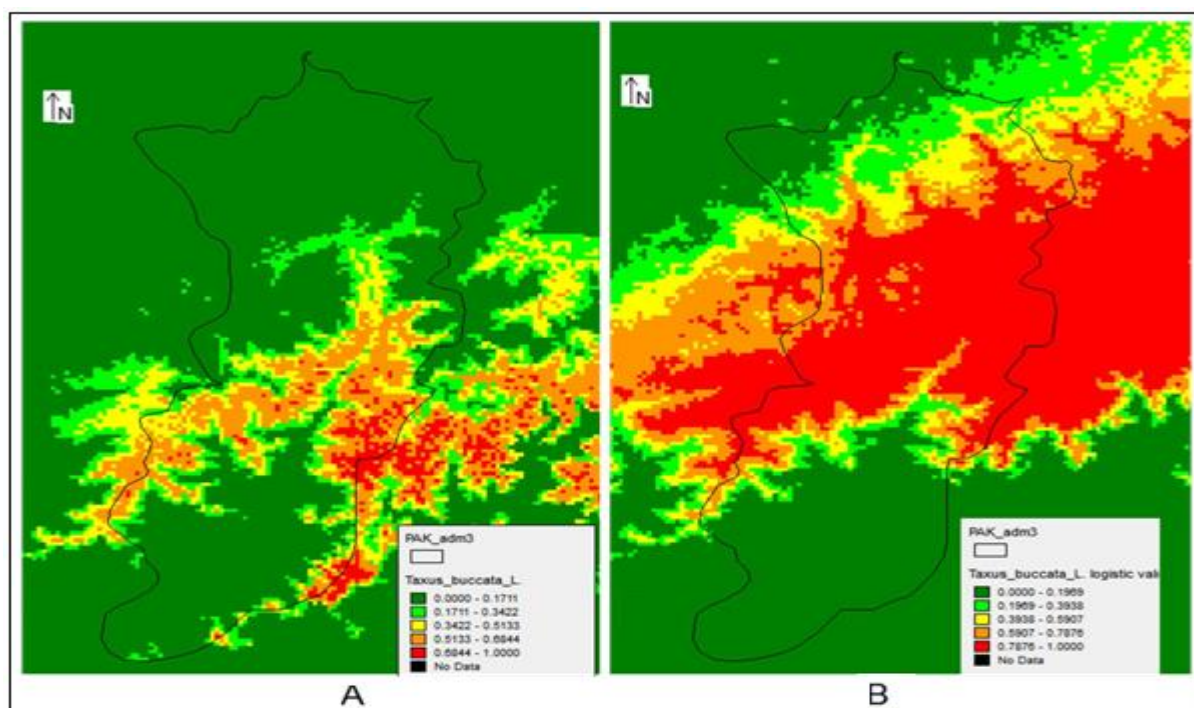 N
PAK_adm3
Taxus_buccata_L.
0.0000 - 0.1711
0.1711 - 0.3422
0.3422 - 0.5133
0.5133 - 0.6844
0.6844 - 1.0000
No Data
A
N
PAK_adm3
Taxus_buccata_L. logistic val
0.0000 - 0.1969
0.1969 - 0.3938
0.3938 - 0.5907
0.5907 - 0.7876
0.7876 - 1.0000
No Data
B